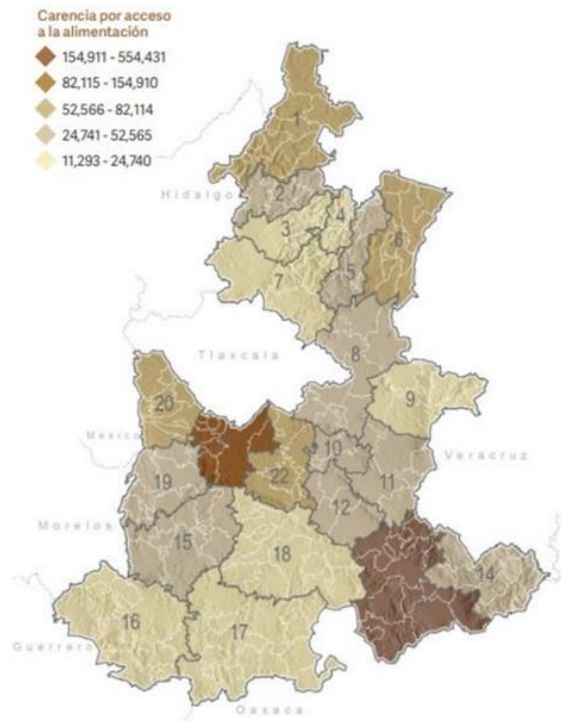 Carencia por acceso
a la alimentación
154,911 - 554,431
82,115 - 154,910
52,566 - 82,114
24,741 - 52,565
11,293 - 24,740
1
Hidalgo
2
3
4
5
6
7
Tlaxcala
8
9
20
México
Veracruz
10
11
22
19
12
Morelos
15
18
14
16
17
Guerrero
Oaxaca